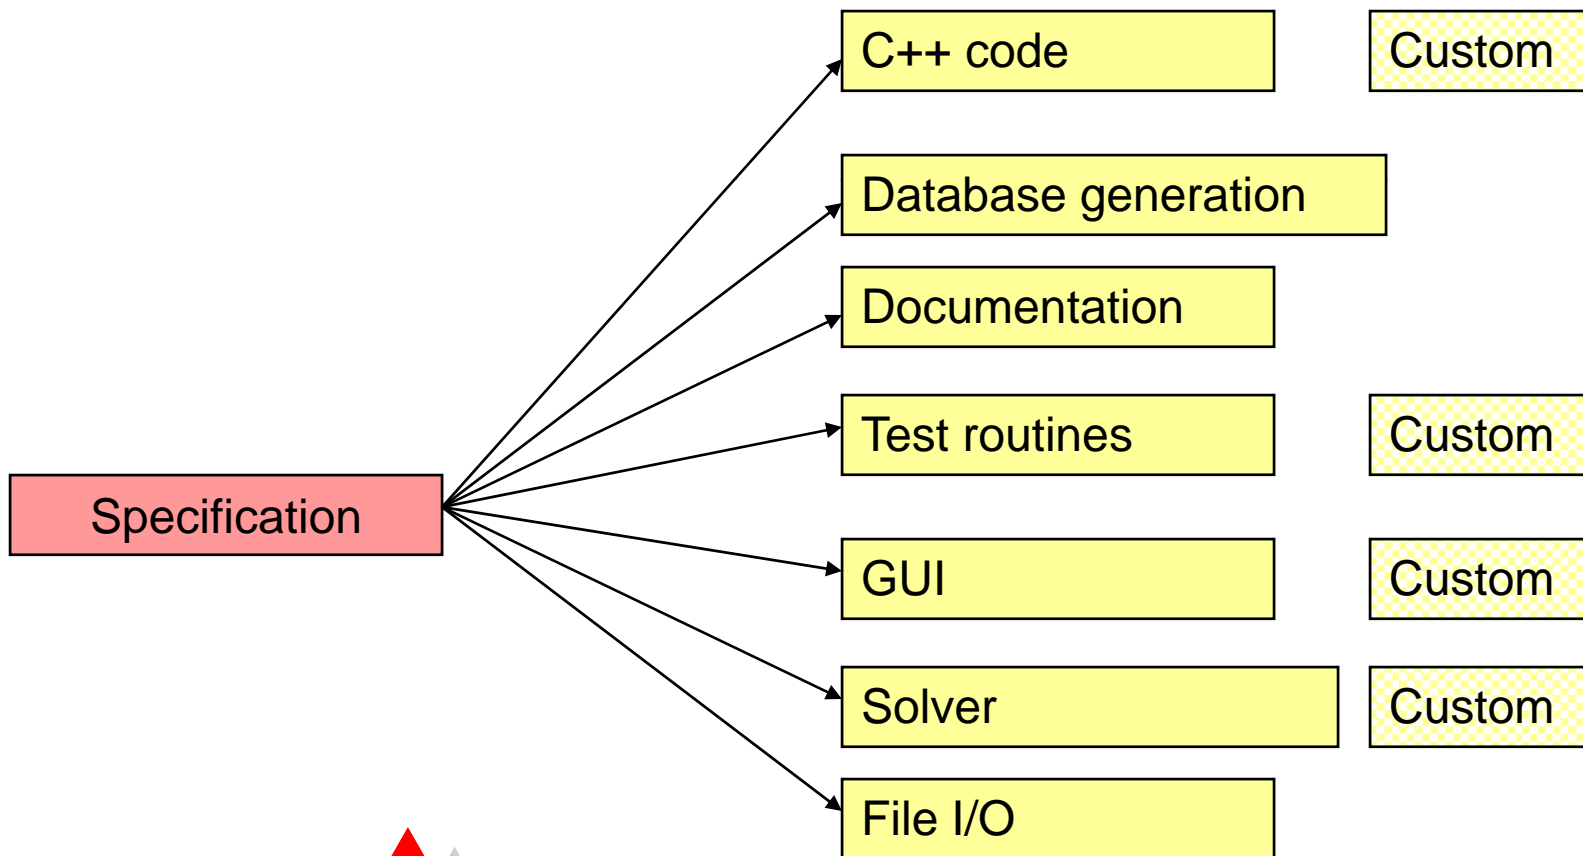 C++ code
Custom
Database generation
Documentation
Test routines
Custom
Specification
GUI
Custom
Solver
Custom
File I/O